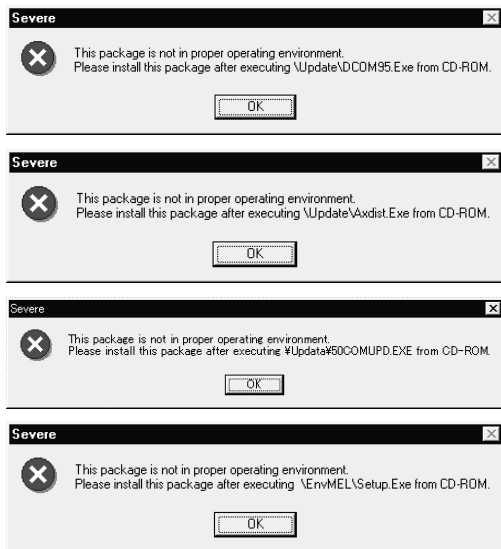 Severe
This package is not in proper operating environment.
Please install this package after executing \Update\DCOM95.Exe from CD-ROM.
OK
Severe
This package is not in proper operating environment.
Please install this package after executing \Update\Axdist.Exe from CD-ROM.
OK
Severe
This package is not in proper operating environment.
Please install this package after executing ¥Updata¥50COMUPD.EXE from CD-ROM.
OK
Severe
This package is not in proper operating environment.
Please install this package after executing \EnvMEL\Setup.Exe from CD-ROM.
OK